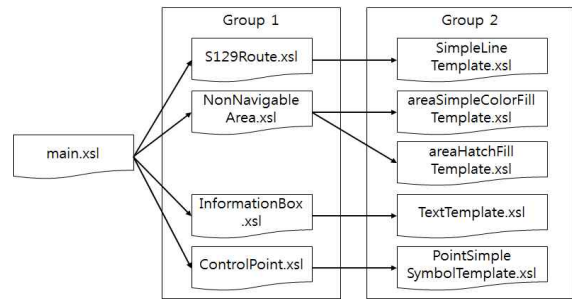 Group 1
Group 2
main.xsl
S129Route.xsl
NonNavigable
Area.xsl
InformationBox
.xsl
ControlPoint.xsl
SimpleLine
Template.xsl
areaSimpleColorFill
Template.xsl
areaHatchFill
Template.xsl
TextTemplate.xsl
PointSimple
SymbolTemplate.xsl